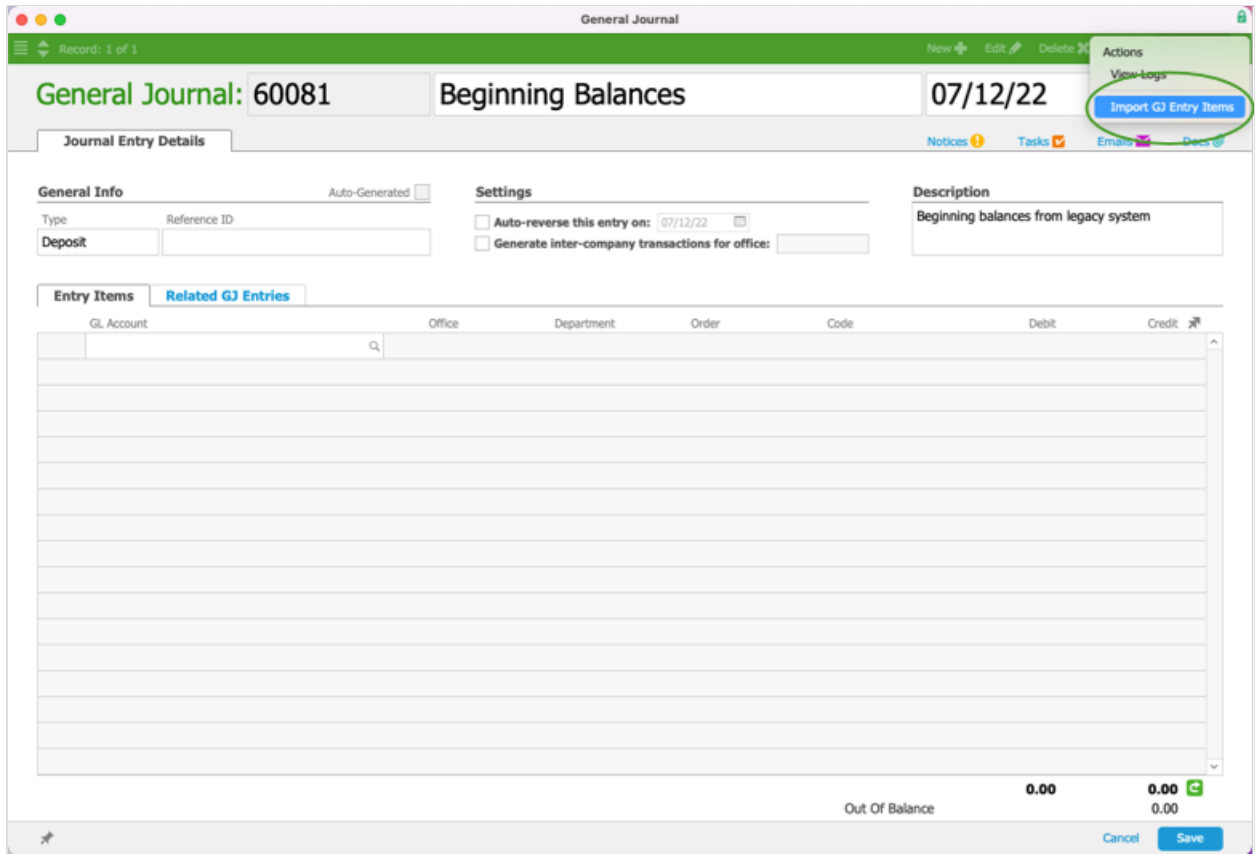 General Journal
Record: 1 of 1 New Edit Delete
Actions
View Logs
Import GJ Entry Items
General Journal: 60081 Beginning Balances 07/12/22
Journal Entry Details Notices Tasks Emails Docs
General Info Auto-Generated Settings Description
Type Reference ID Auto-reverse this entry on: 07/12/22 Beginning balances from legacy system
Deposit Generate inter-company transactions for office:
Entry Items Related GJ Entries
GL Account Office Department Order Code Debit Credit
0.00 0.00
Out Of Balance 0.00
Cancel Save